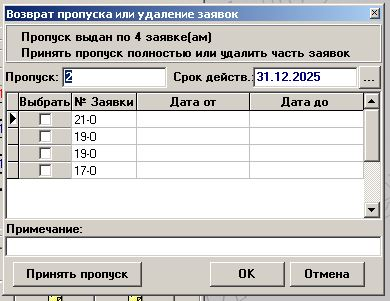 Возврат пропуска или удаление заявок
Пропуск выдан по 4 заявке(ам)
Принять пропуск полностью или удалить часть заявок
Пропуск: 2 Срок действ.: 31.12.2025 ...
Выбрать № Заявки Дата от Дата до
21-0
19-0
19-0
17-0
Примечание:
Принять пропуск OK Отмена